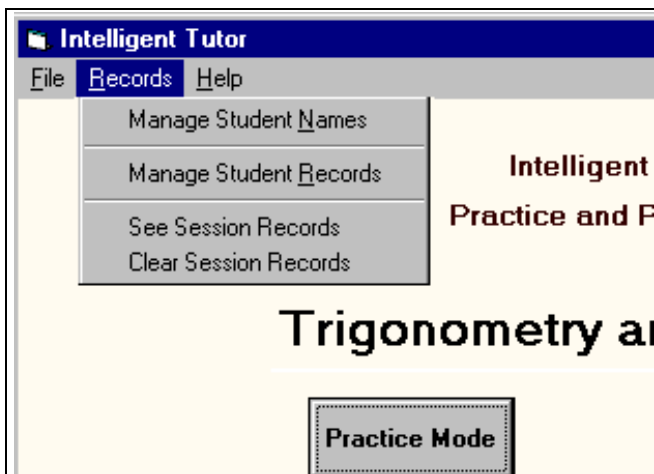 Intelligent Tutor
File Records Help
Manage Student Names
Manage Student Records
See Session Records
Clear Session Records
Intelligent
Practice and P
Trigonometry a
Practice Mode